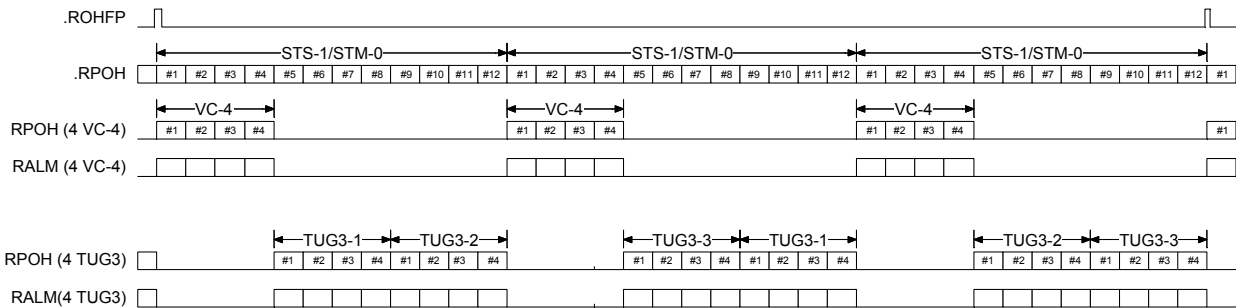 .ROHFP
STS-1/STM-0 STS-1/STM-0 STS-1/STM-0
.RPOH #1 #2 #3 #4 #5 #6 #7 #8 #9 #10 #11 #12 #1 #2 #3 #4 #5 #6 #7 #8 #9 #10 #11 #12 #1 #2 #3 #4 #5 #6 #7 #8 #9 #10 #11 #12 #1
VC-4 VC-4 VC-4
RPOH (4 VC-4) #1 #2 #3 #4 #1 #2 #3 #4 #1 #2 #3 #4 #1
RALM (4 VC-4)
TUG3-1 TUG3-2 TUG3-3 TUG3-1 TUG3-2 TUG3-3
RPOH (4 TUG3) #1 #2 #3 #4 #1 #2 #3 #4 #1 #2 #3 #4 #1 #2 #3 #4 #1 #2 #3 #4 #1 #2 #3 #4
RALM(4 TUG3)